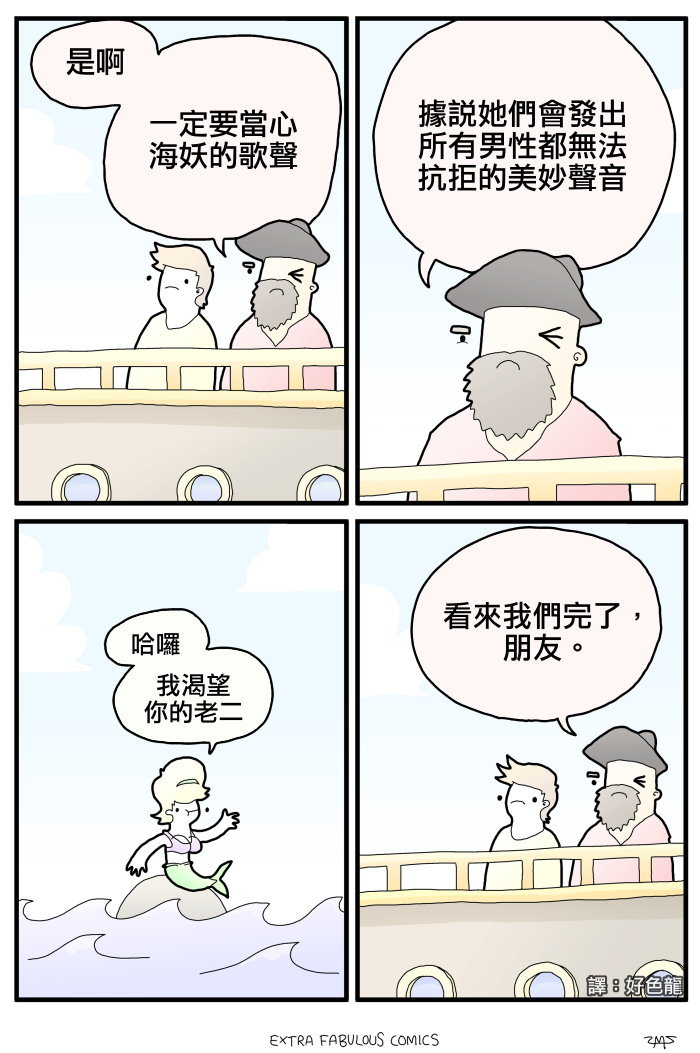 是啊
一定要當心
海妖的歌聲
據說她們會發出
所有男性都無法
抗拒的美妙聲音
哈囉
我渴望
你的老二
看來我們完了，
朋友。
譯：好色龍
EXTRA FABULOUS COMICS